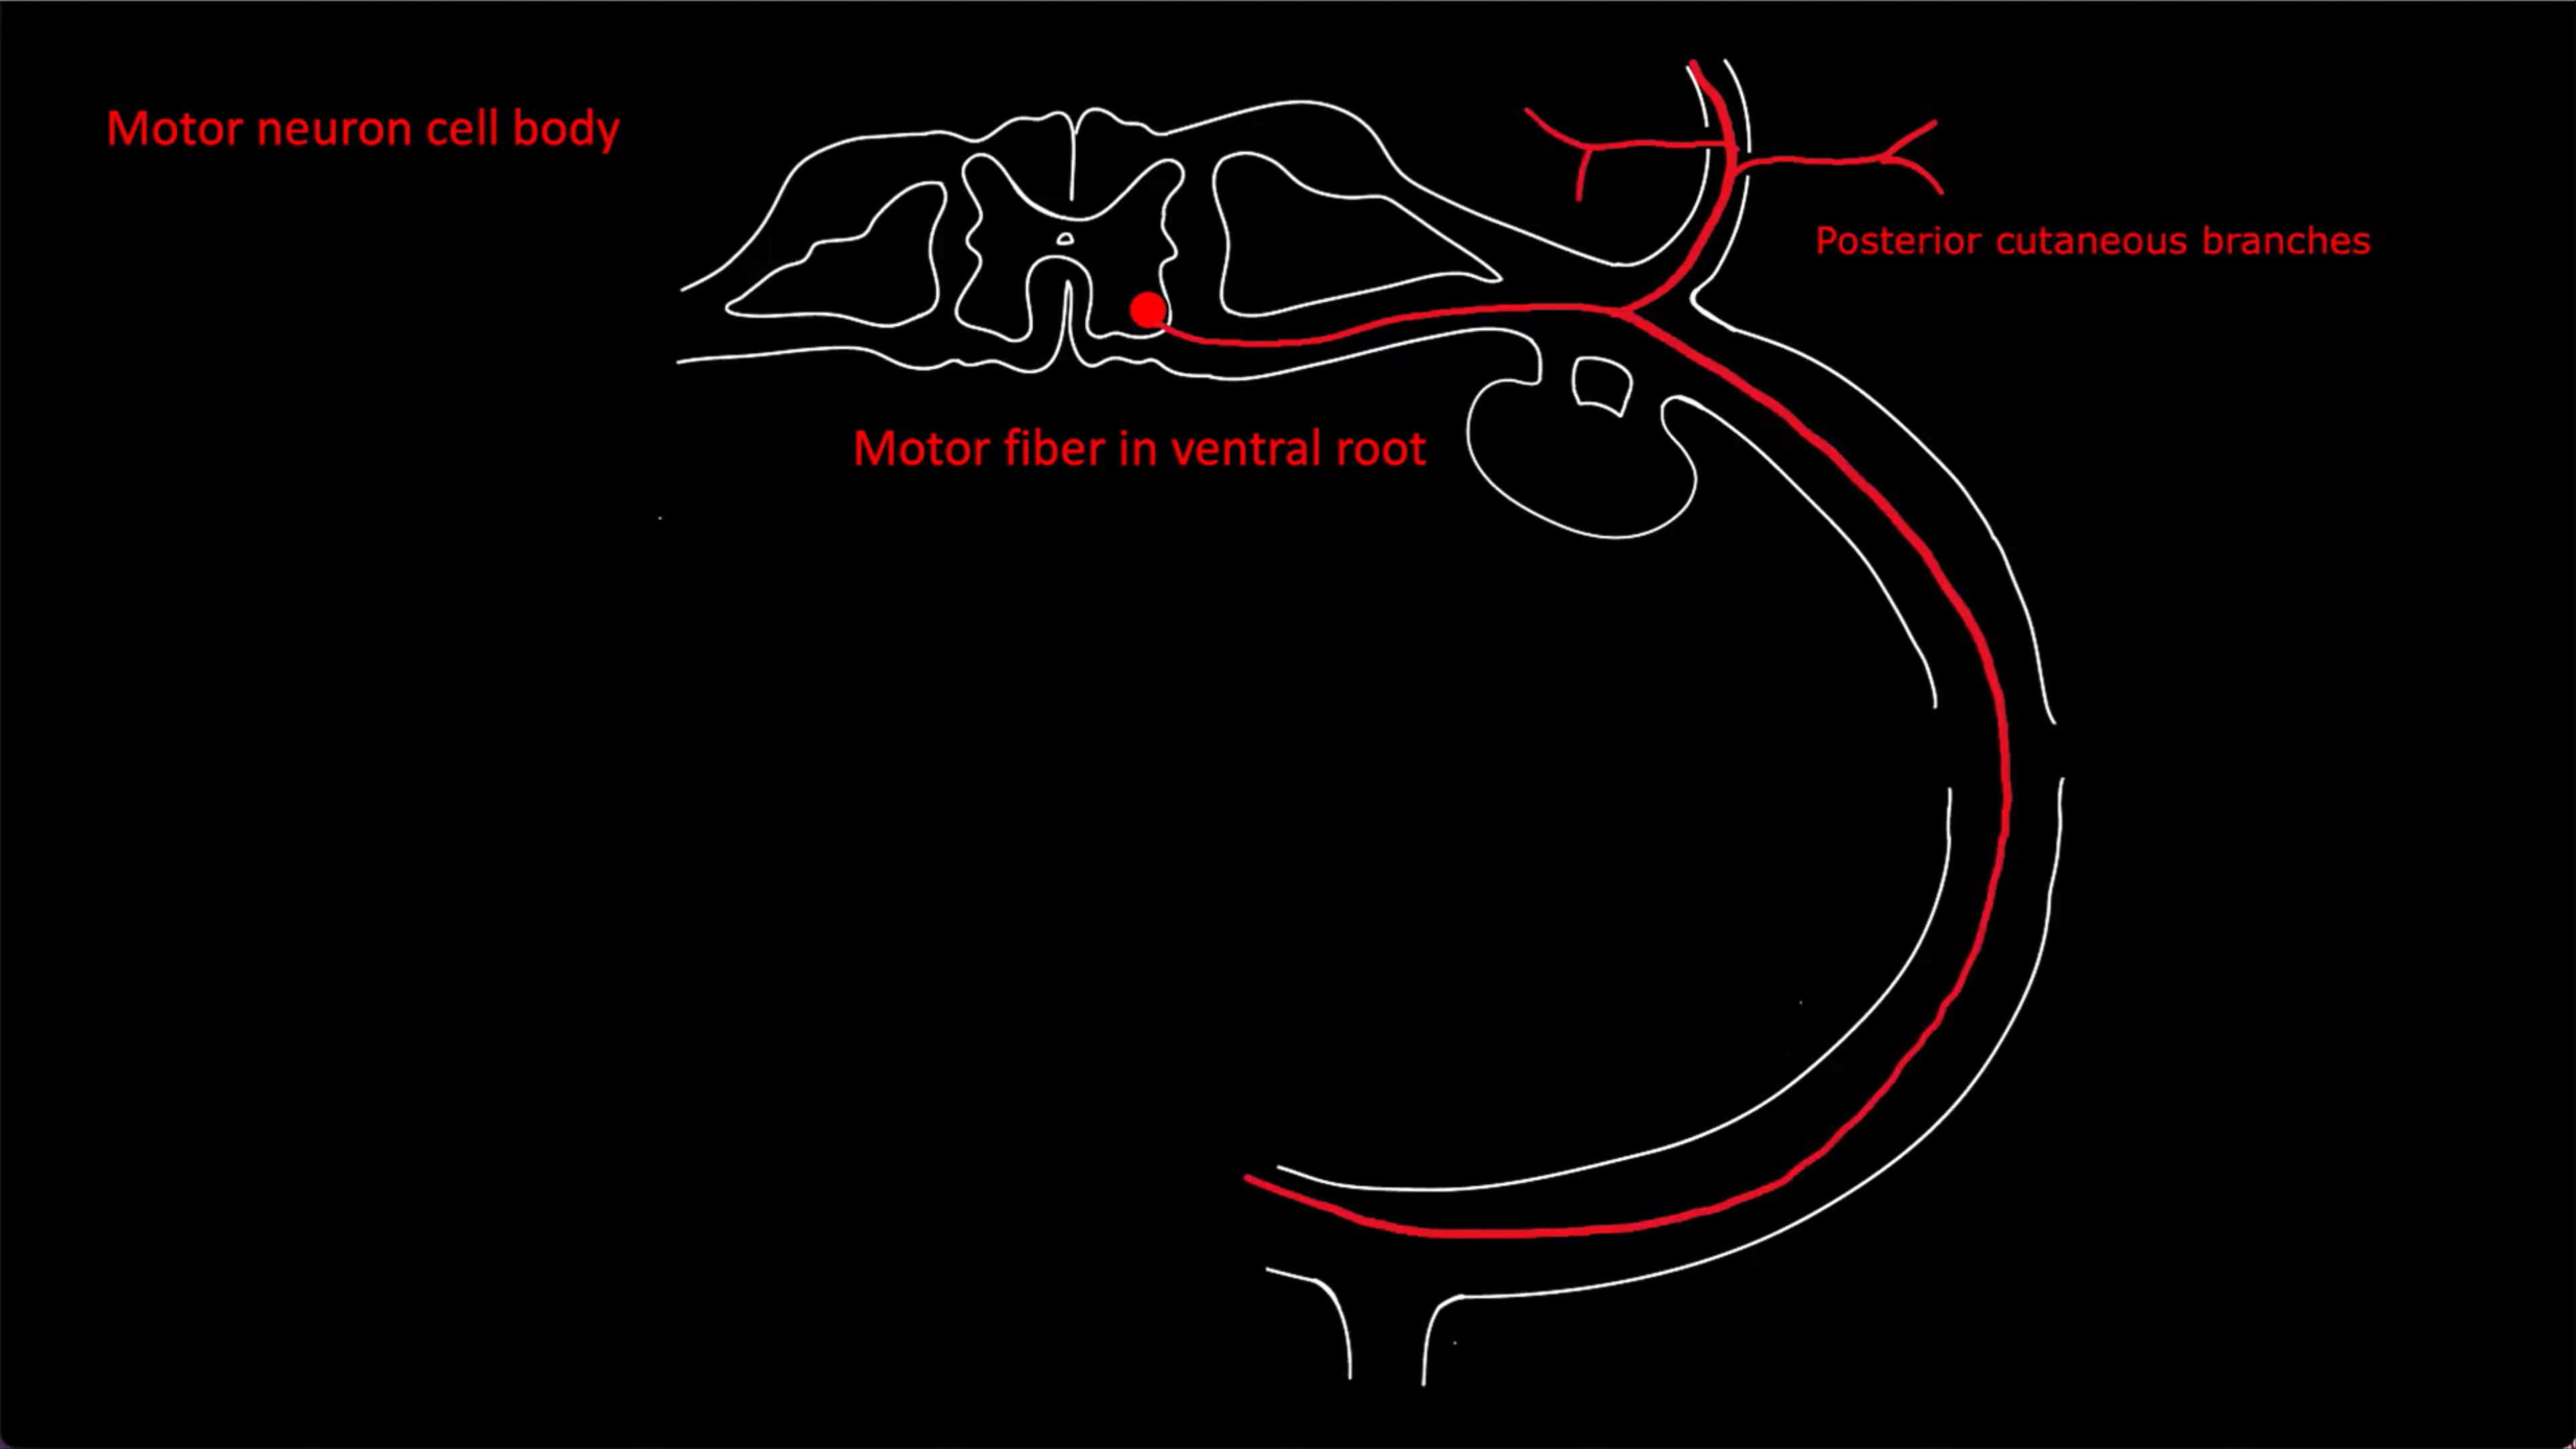 Motor neuron cell body
Posterior cutaneous branches
Motor fiber in ventral root